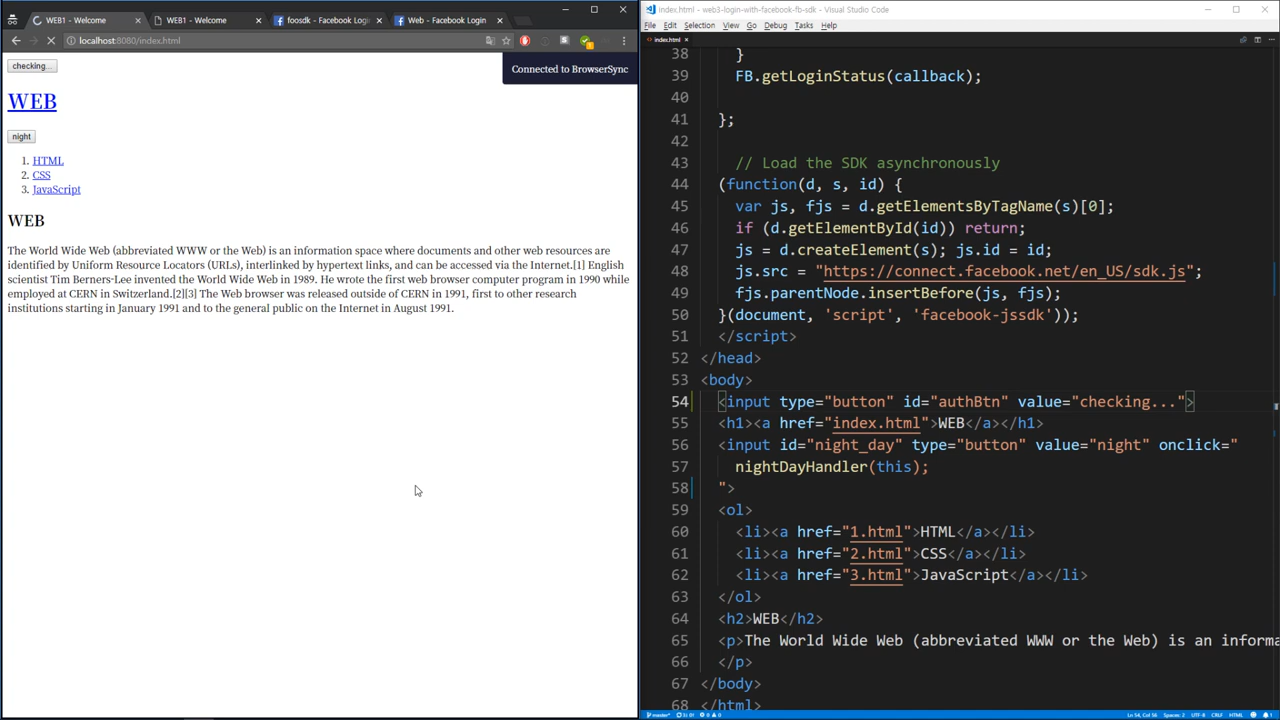 WEB1 - Welcome
WEB1 - Welcome
foosdk - Facebook Login
Web - Facebook Login
localhost:8080/index.html
Connected to BrowserSync
checking...
WEB
night
1. HTML
2. CSS
3. JavaScript
WEB
The World Wide Web (abbreviated WWW or the Web) is an information space where documents and other web resources are
identified by Uniform Resource Locators (URLs), interlinked by hypertext links, and can be accessed via the Internet.[1] English
scientist Tim Berners-Lee invented the World Wide Web in 1989. He wrote the first web browser computer program in 1990 while
employed at CERN in Switzerland.[2][3] The Web browser was released outside of CERN in 1991, first to other research
institutions starting in January 1991 and to the general public on the Internet in August 1991.
index.html - web3-login-with-facebook-fb-sdk - Visual Studio Code
File Edit Selection View Go Debug Tasks Help
index.html
38 }
39 FB.getLoginStatus(callback);
40
41 };
42
43 // Load the SDK asynchronously
44 (function(d, s, id) {
45 var js, fjs = d.getElementsByTagName(s)[0];
46 if (d.getElementById(id)) return;
47 js = d.createElement(s); js.id = id;
48 js.src = "https://connect.facebook.net/en_US/sdk.js";
49 fjs.parentNode.insertBefore(js, fjs);
50 }(document, 'script', 'facebook-jssdk'));
51 </script>
52 </head>
53 <body>
54 <input type="button" id="authBtn" value="checking...">
55 <h1><a href="index.html">WEB</a></h1>
56 <input id="night_day" type="button" value="night" onclick="
57 nightDayHandler(this);
58 ">
59 <ol>
60 <li><a href="1.html">HTML</a></li>
61 <li><a href="2.html">CSS</a></li>
62 <li><a href="3.html">JavaScript</a></li>
63 </ol>
64 <h2>WEB</h2>
65 <p>The World Wide Web (abbreviated WWW or the Web) is an informa
66 </p>
67 </body>
68 </html>
master* Ln 54, Col 56 Spaces: 2 UTF-8 CRLF HTML